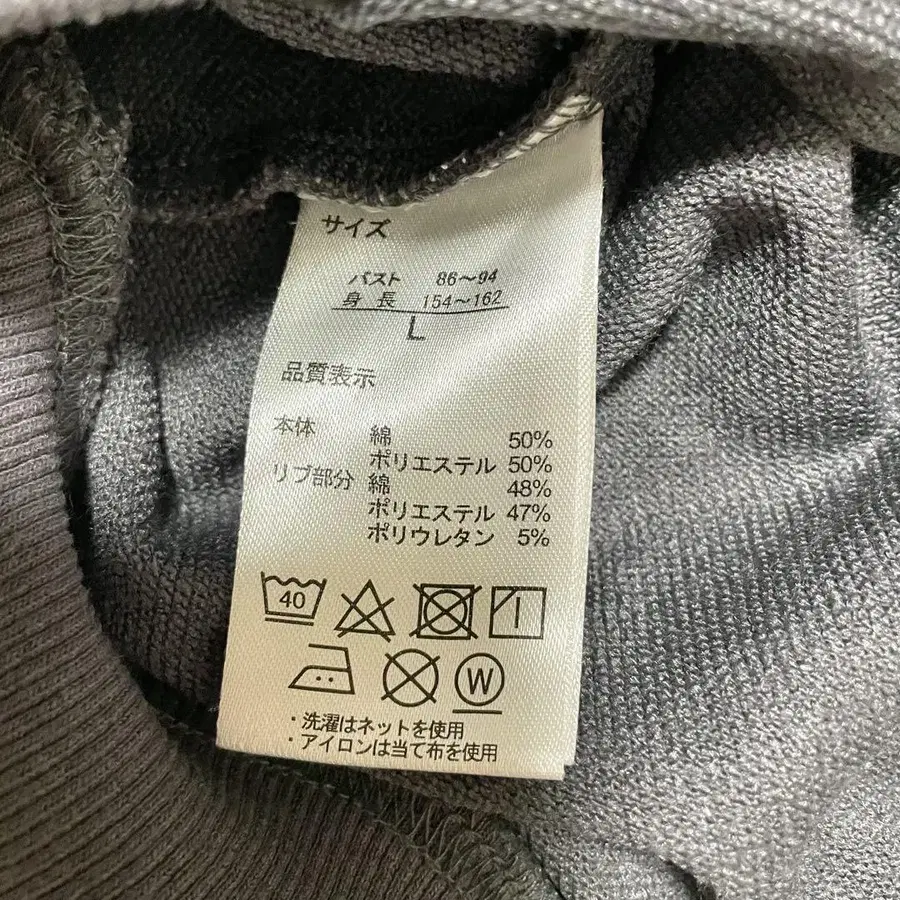 サイズ
バスト 86～94
身長 154～162
L
品質表示
本体 綿 50%
ポリエステル 50%
リブ部分 綿 48%
ポリエステル 47%
ポリウレタン 5%
40
W
・洗濯はネットを使用
・アイロンは当て布を使用